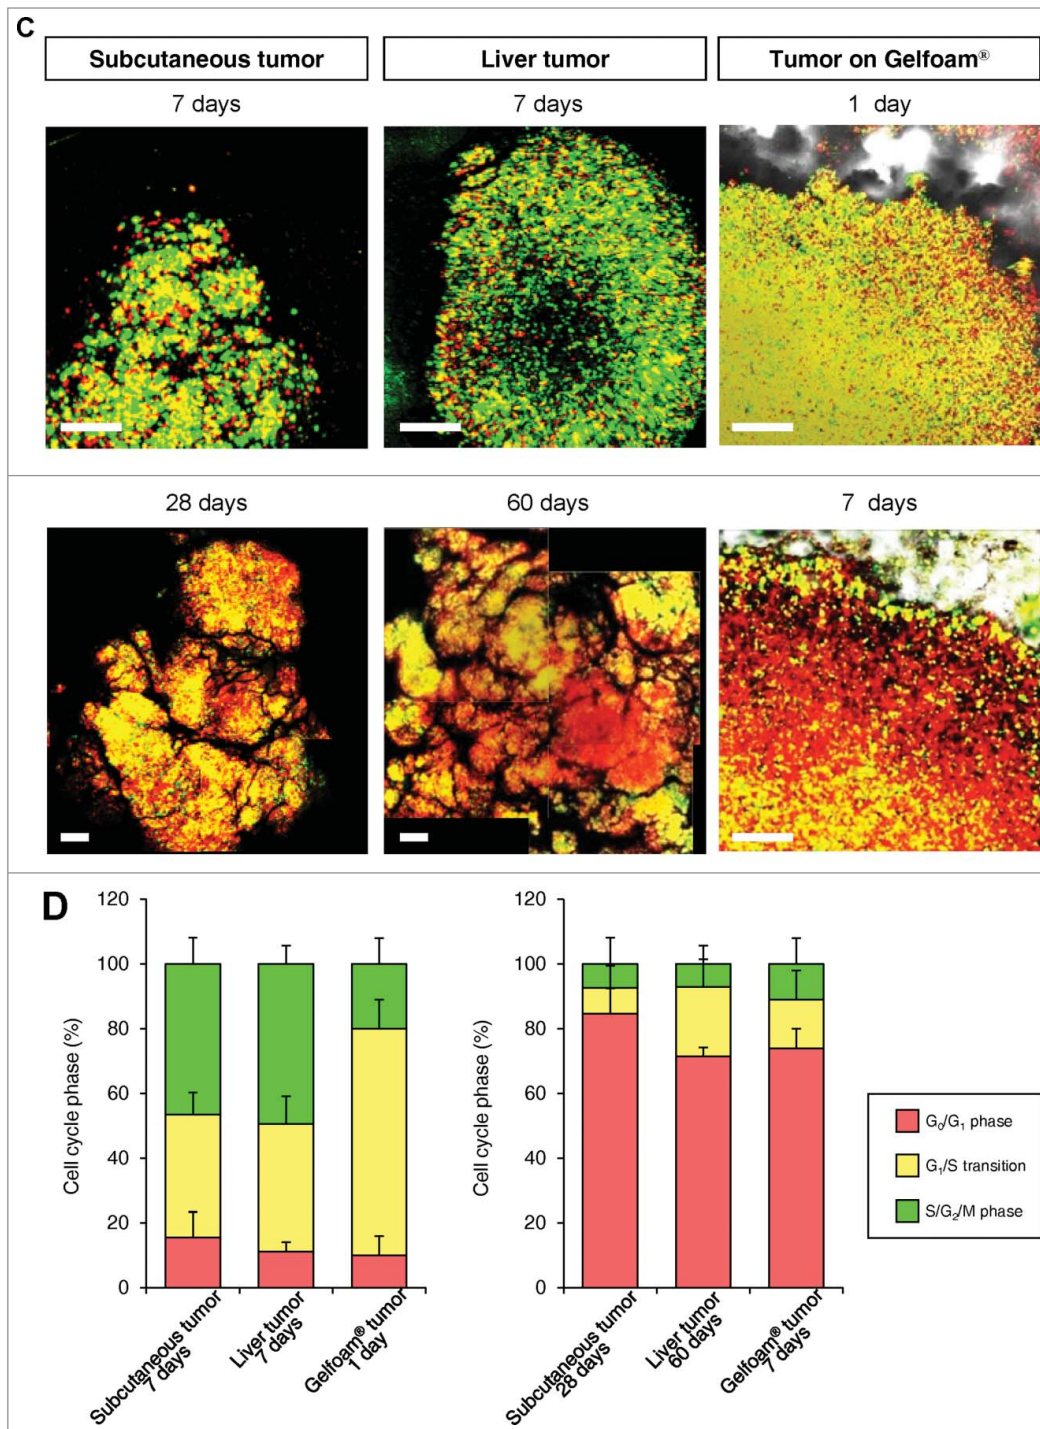 C
Subcutaneous tumor
Liver tumor
Tumor on Gelfoam®
7 days
7 days
1 day
28 days
60 days
7 days
D
120
100
80
60
40
20
0
Cell cycle phase (%)
Subcutaneous tumor
7 days
Liver tumor
7 days
Gelfoam® tumor
1 day
120
100
80
60
40
20
0
Cell cycle phase (%)
Subcutaneous tumor
28 days
Liver tumor
60 days
Gelfoam® tumor
7 days
G₀/G₁ phase
G₁/S transition
S/G₂/M phase